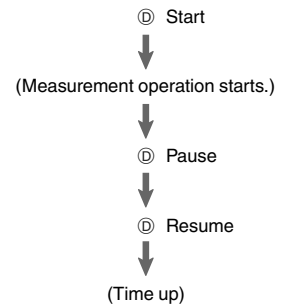 Ⓓ Start
(Measurement operation starts.)
Ⓓ Pause
Ⓓ Resume
(Time up)